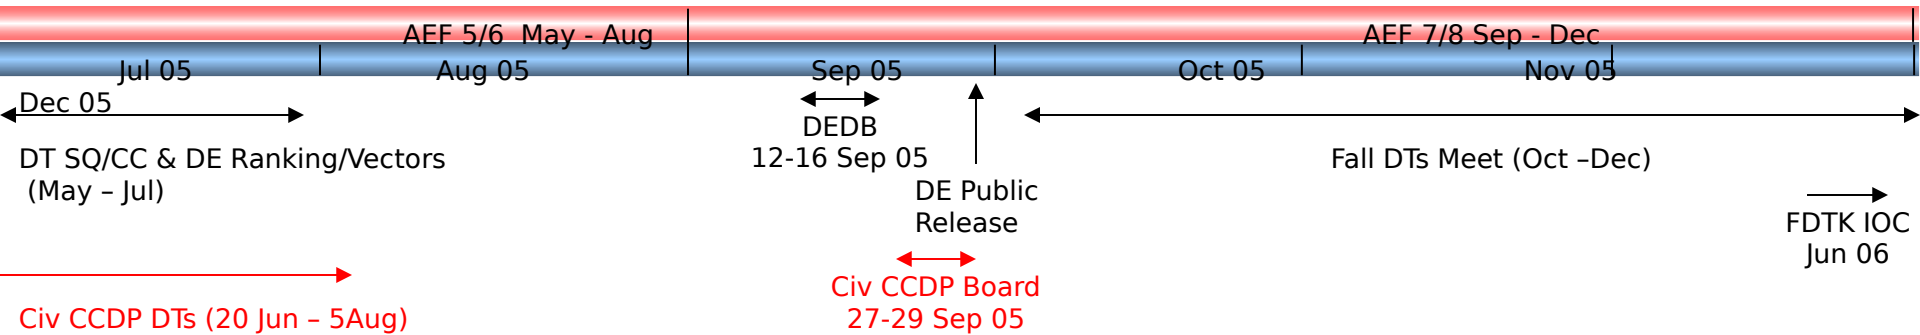 AEF 5/6  May - Aug
AEF 7/8 Sep - Dec
Jul 05
Aug 05
Sep 05
Oct 05
Nov 05
Dec 05
DEDB
12-16 Sep 05
DT SQ/CC & DE Ranking/Vectors
(May – Jul)
Fall DTs Meet (Oct –Dec)
DE Public
Release
FDTK IOC
Jun 06
Civ CCDP Board
27-29 Sep 05
Civ CCDP DTs (20 Jun – 5Aug)